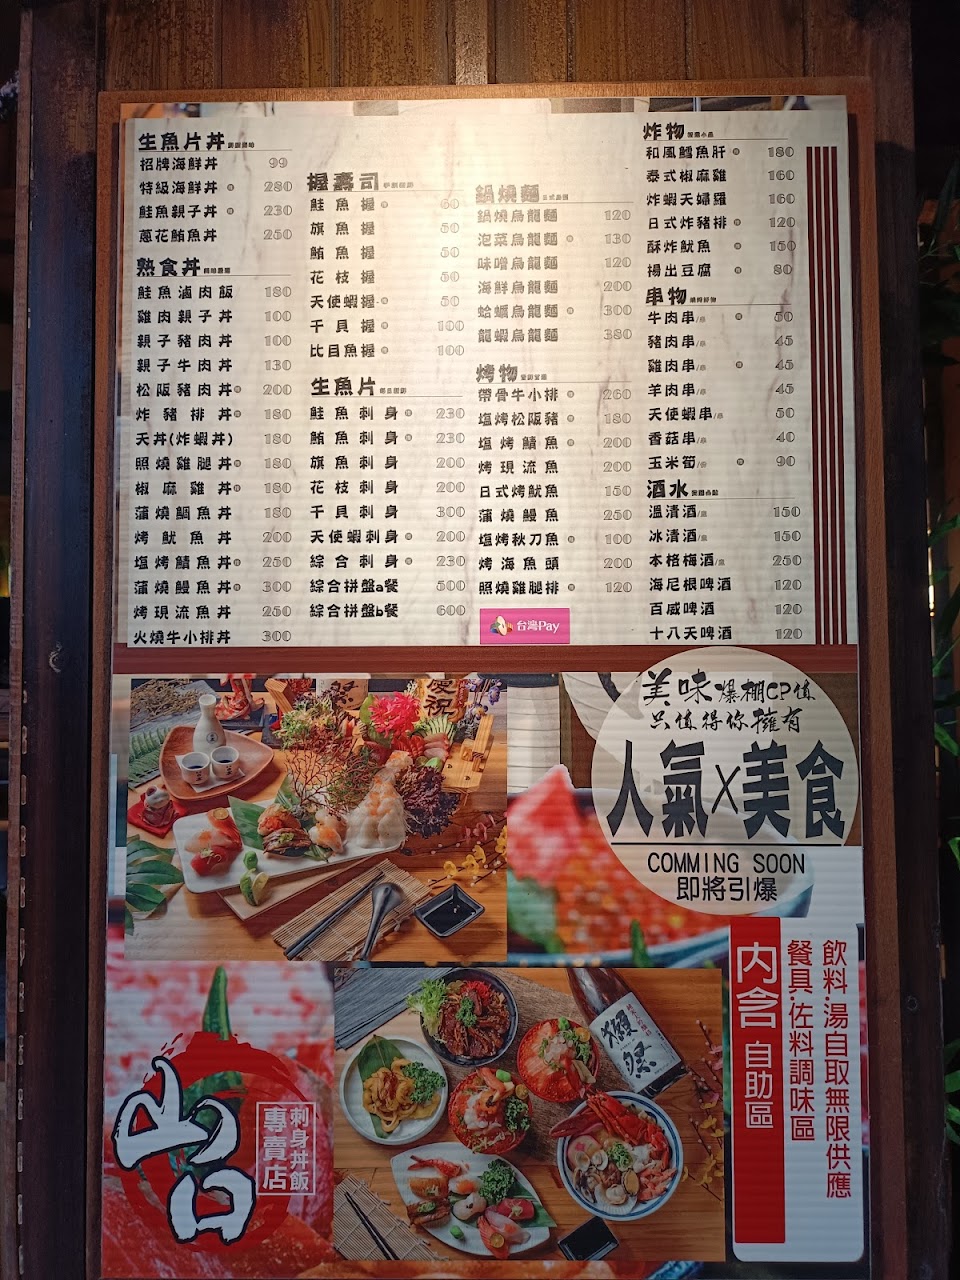 生魚片丼
招牌海鮮丼 99
特級海鮮丼 280
鮭魚親子丼 230
蔥花鮪魚丼 250
熟食丼
鮭魚滷肉飯 180
雞肉親子丼 100
親子豬肉丼 100
親子牛肉丼 130
松阪豬肉丼 200
炸豬排丼 180
天丼(炸蝦丼) 180
照燒雞腿丼 180
椒麻雞丼 180
蒲燒鯛魚丼 180
烤魷魚丼 200
塩烤鯖魚丼 250
蒲燒鰻魚丼 300
烤現流魚丼 250
火燒牛小排丼 300
握壽司
鮭魚握 60
旗魚握 50
鮪魚握 50
花枝握 50
天使蝦握 50
干貝握 100
比目魚握 100
生魚片
鮭魚刺身 230
鮪魚刺身 230
旗魚刺身 200
花枝刺身 200
干貝刺身 300
天使蝦刺身 200
綜合刺身 230
綜合拼盤a餐 500
綜合拼盤b餐 600
鍋燒麵
鍋燒烏龍麵 120
泡菜烏龍麵 130
味噌烏龍麵 120
海鮮烏龍麵 200
蛤蠣烏龍麵 300
龍蝦烏龍麵 380
烤物
帶骨牛小排 260
塩烤松阪豬 180
塩烤鯖魚 200
烤現流魚 200
日式烤魷魚 150
蒲燒鰻魚 250
塩烤秋刀魚 100
烤海魚頭 200
照燒雞腿排 120
台灣Pay
炸物
和風鱈魚肝 180
泰式椒麻雞 160
炸蝦天婦羅 160
日式炸豬排 120
酥炸魷魚 150
揚出豆腐 80
串物
牛肉串/串 50
豬肉串/串 45
雞肉串/串 45
羊肉串/串 45
天使蝦串/串 50
香菇串/串 40
玉米筍/份 90
酒水
溫清酒/壺 150
冰清酒/壺 150
本格梅酒/壺 250
海尼根啤酒 120
百威啤酒 120
十八天啤酒 120
美味爆棚CP值
只值得你擁有
人氣X美食
COMMING SOON
即將引爆
內含自助區
餐具.佐料調味區
飲料.湯自取無限供應
慶祝
獺祭
刺身丼飯
專賣店